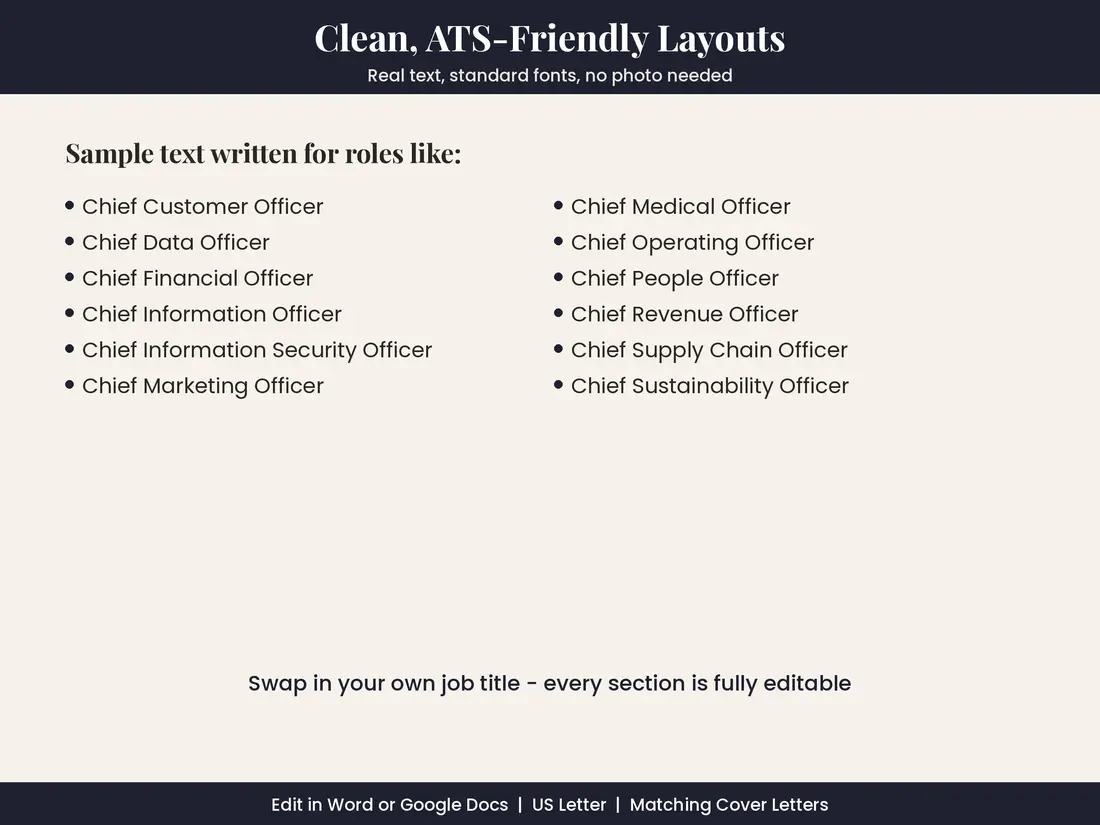 Clean, ATS-Friendly Layouts
Real text, standard fonts, no photo needed
Sample text written for roles like:
• Chief Customer Officer
• Chief Data Officer
• Chief Financial Officer
• Chief Information Officer
• Chief Information Security Officer
• Chief Marketing Officer
• Chief Medical Officer
• Chief Operating Officer
• Chief People Officer
• Chief Revenue Officer
• Chief Supply Chain Officer
• Chief Sustainability Officer
Swap in your own job title - every section is fully editable
Edit in Word or Google Docs | US Letter | Matching Cover Letters